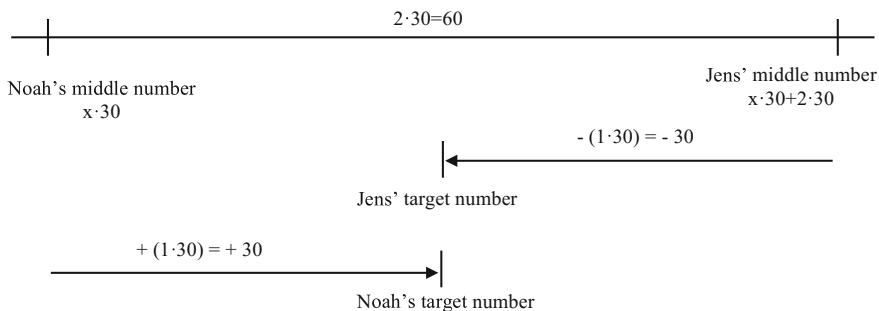 2·30=60
Noah's middle number
x·30
Jens' middle number
x·30+2·30
- (1·30) = - 30
Jens' target number
+ (1·30) = + 30
Noah's target number